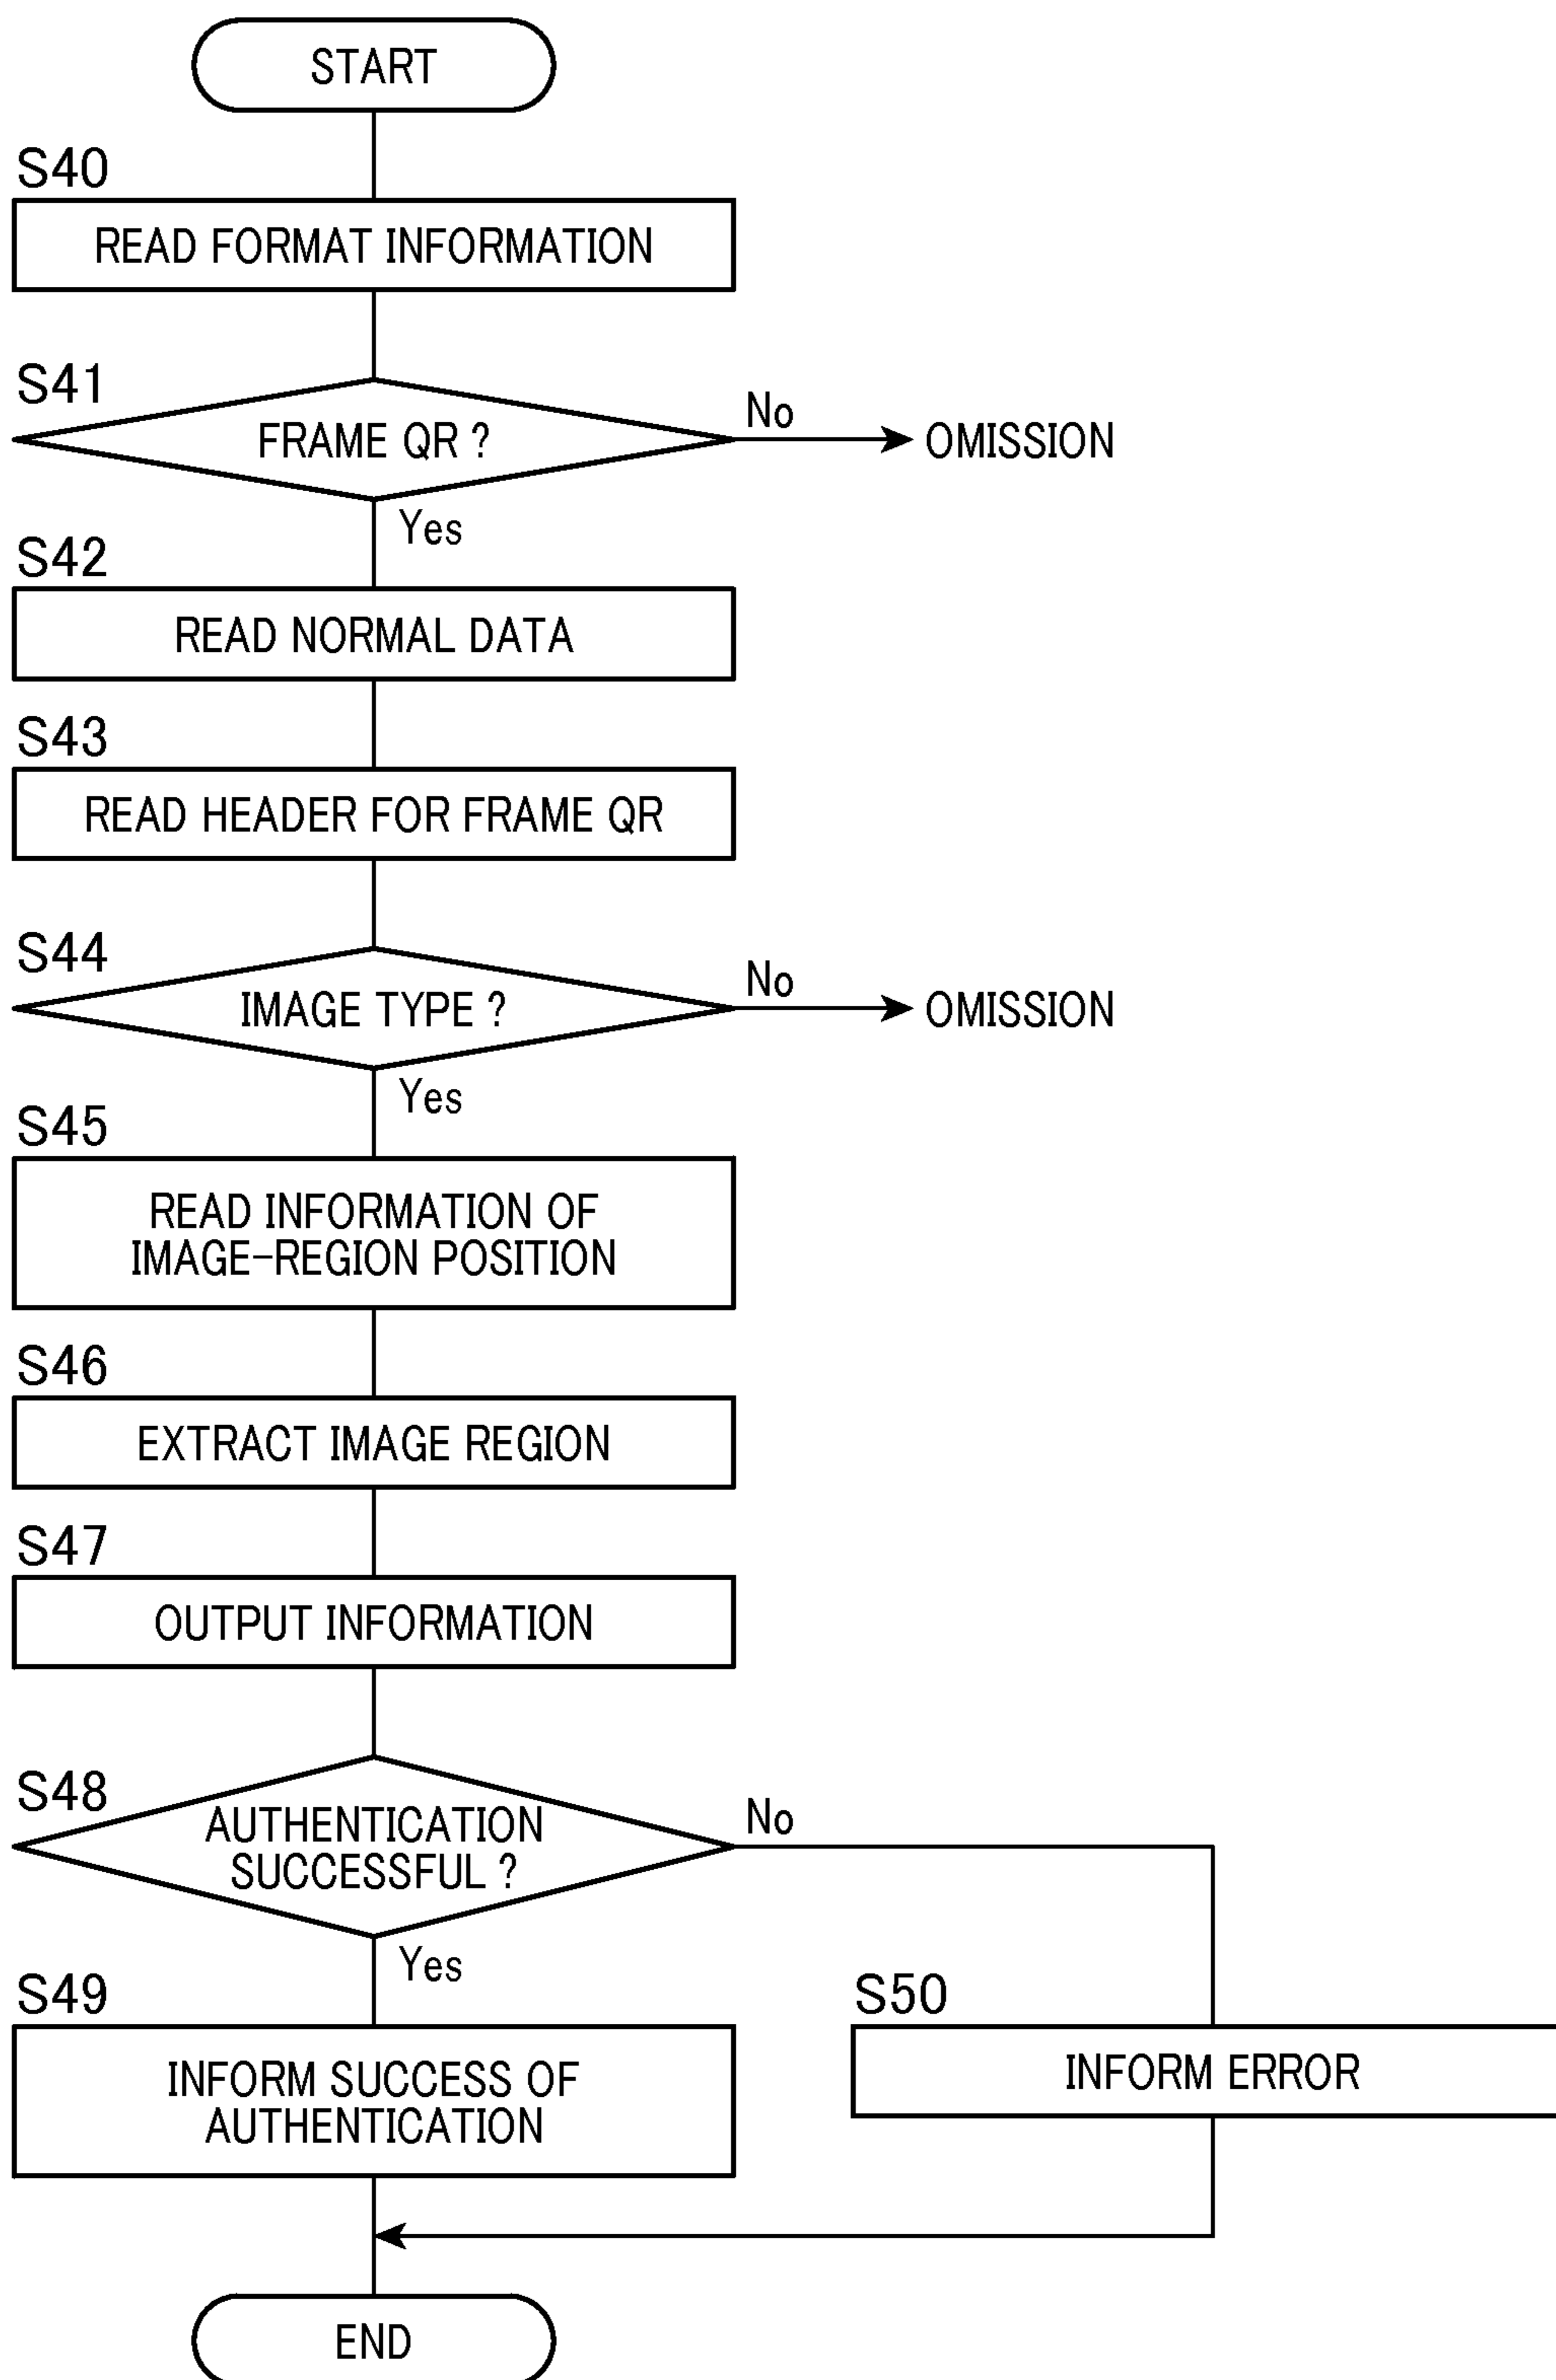 START
S40
READ FORMAT INFORMATION
S41
FRAME QR ?
No
OMISSION
Yes
S42
READ NORMAL DATA
S43
READ HEADER FOR FRAME QR
S44
IMAGE TYPE ?
No
OMISSION
Yes
S45
READ INFORMATION OF
IMAGE-REGION POSITION
S46
EXTRACT IMAGE REGION
S47
OUTPUT INFORMATION
S48
AUTHENTICATION
SUCCESSFUL ?
No
Yes
S49
INFORM SUCCESS OF
AUTHENTICATION
S50
INFORM ERROR
END